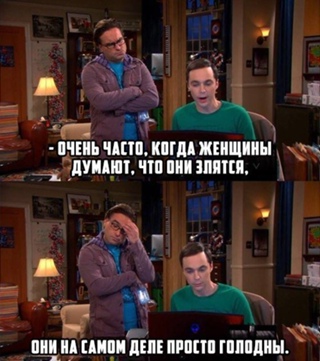 - ОЧЕНЬ ЧАСТО, КОГДА ЖЕНЩИНЫ
ДУМАЮТ, ЧТО ОНИ ЗЛЯТСЯ,
ОНИ НА САМОМ ДЕЛЕ ПРОСТО ГОЛОДНЫ.